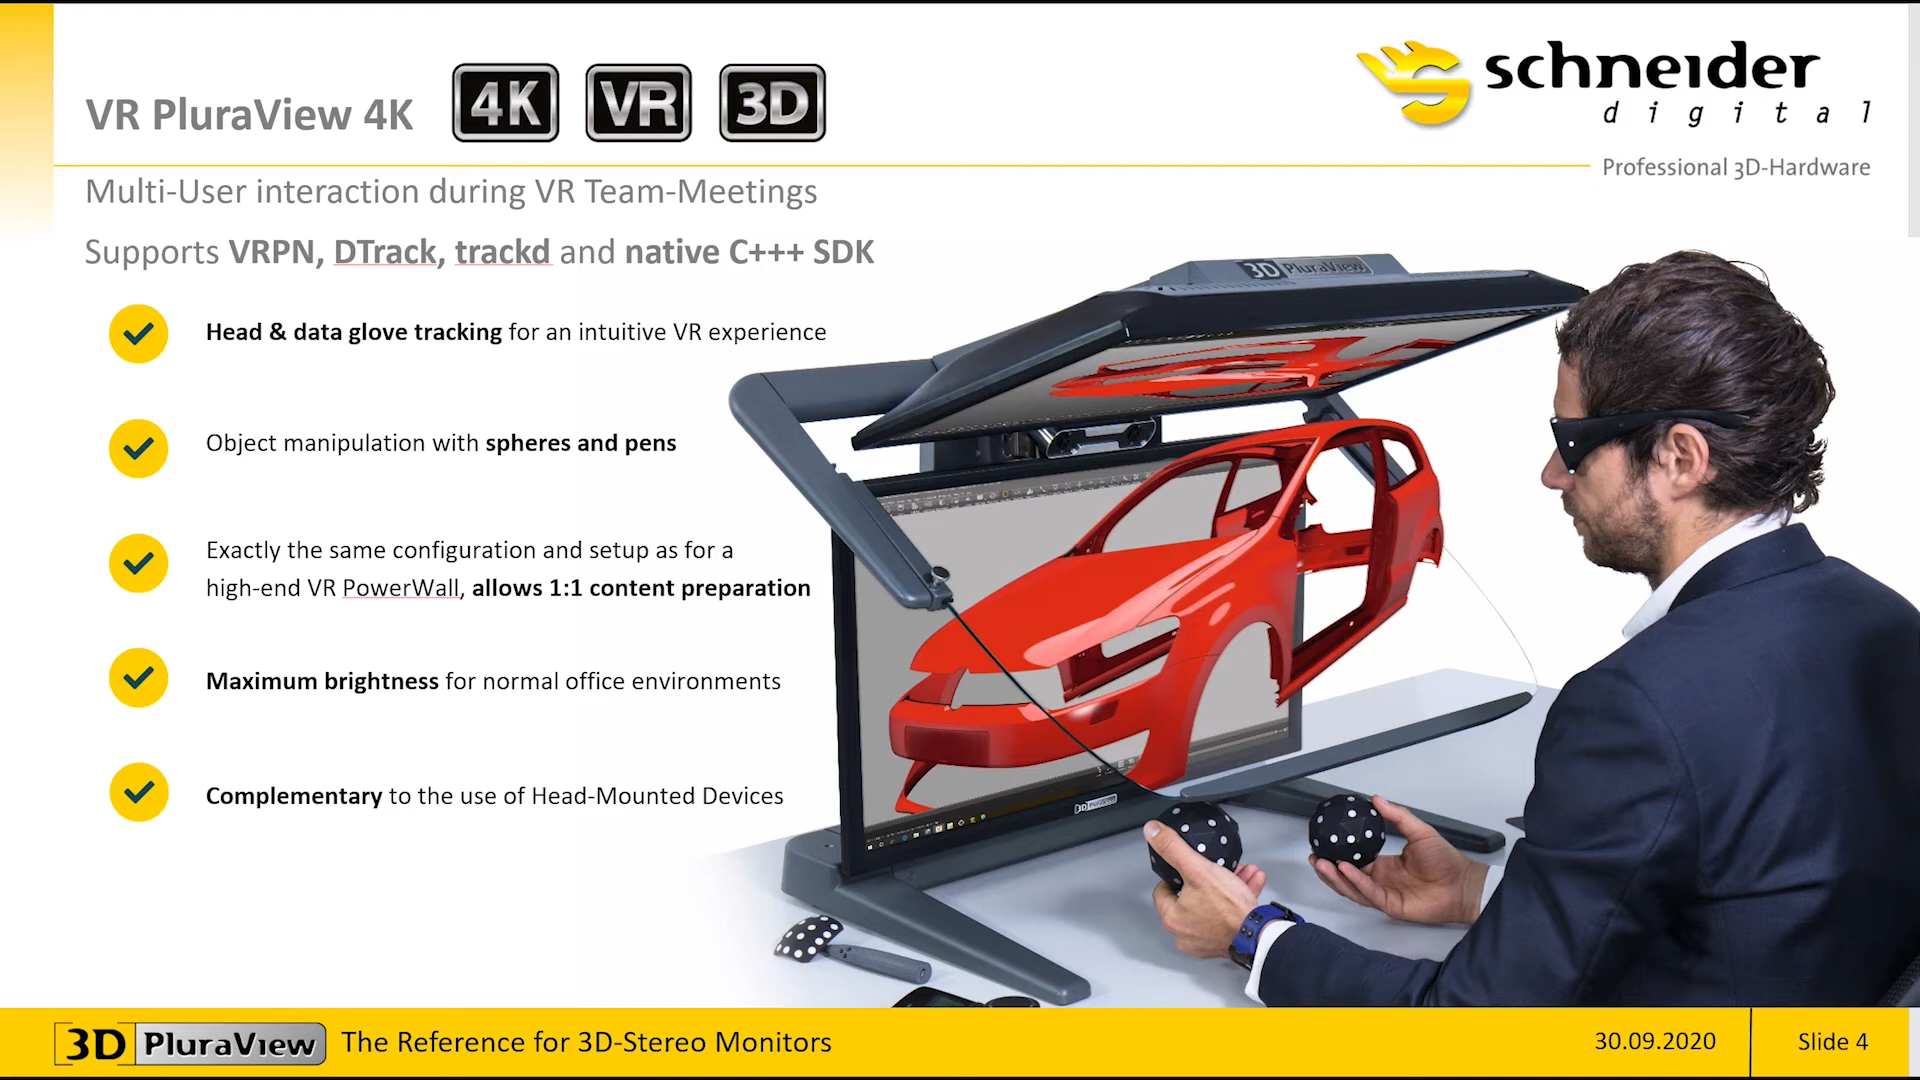 VR PluraView 4K
4K
VR
3D
schneider
digital
Professional 3D-Hardware
Multi-User interaction during VR Team-Meetings
Supports VRPN, DTrack, trackd and native C+++ SDK
Head & data glove tracking for an intuitive VR experience
Object manipulation with spheres and pens
Exactly the same configuration and setup as for a
high-end VR PowerWall, allows 1:1 content preparation
Maximum brightness for normal office environments
Complementary to the use of Head-Mounted Devices
3D PluraView
3D PluraView
3D PluraView The Reference for 3D-Stereo Monitors
30.09.2020
Slide 4